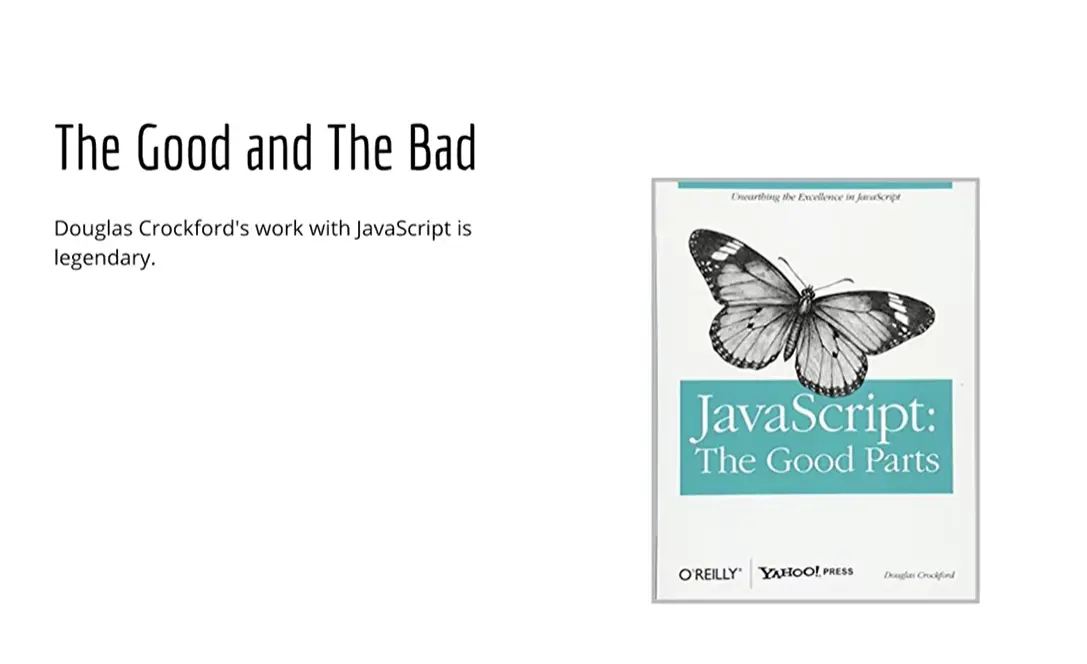 The Good and The Bad
Douglas Crockford's work with JavaScript is
legendary.
Unearthing the Excellence in JavaScript
JavaScript:
The Good Parts
O'REILLY® YAHOO! PRESS Douglas Crockford